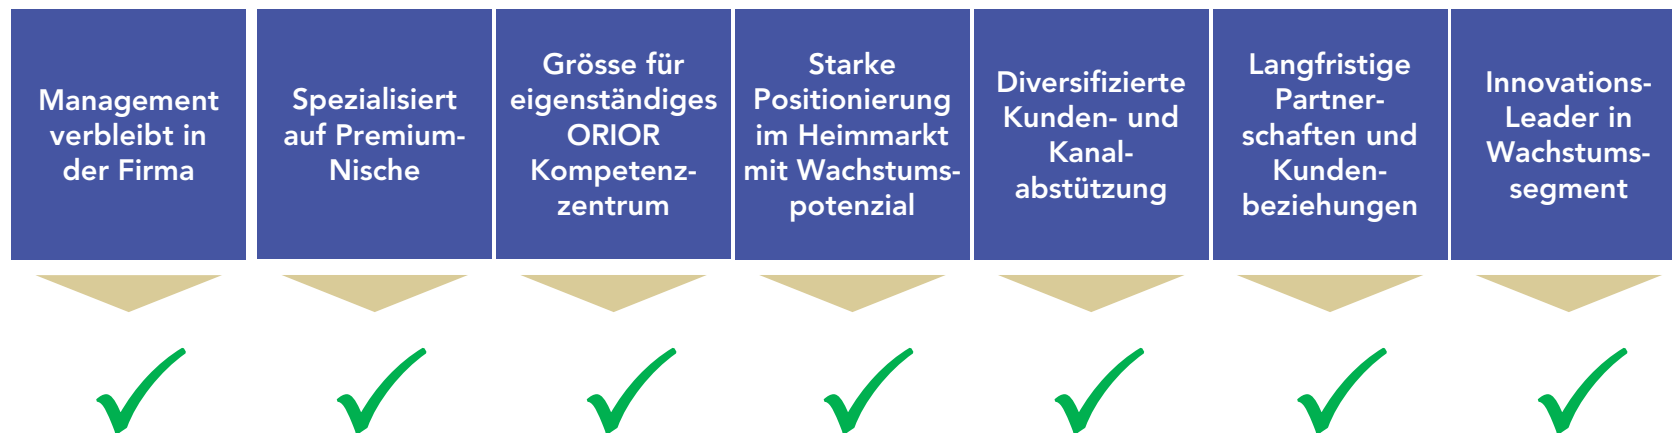 Management
verbleibt in
der Firma
Spezialisiert
auf Premium-
Nische
Grösse für
eigenständiges
ORIOR
Kompetenz-
zentrum
Starke
Positionierung
im Heimmarkt
mit Wachstums-
potenzial
Diversifizierte
Kunden- und
Kanal-
abstützung
Langfristige
Partner-
schaften und
Kunden-
beziehungen
Innovations-
Leader in
Wachstums-
segment